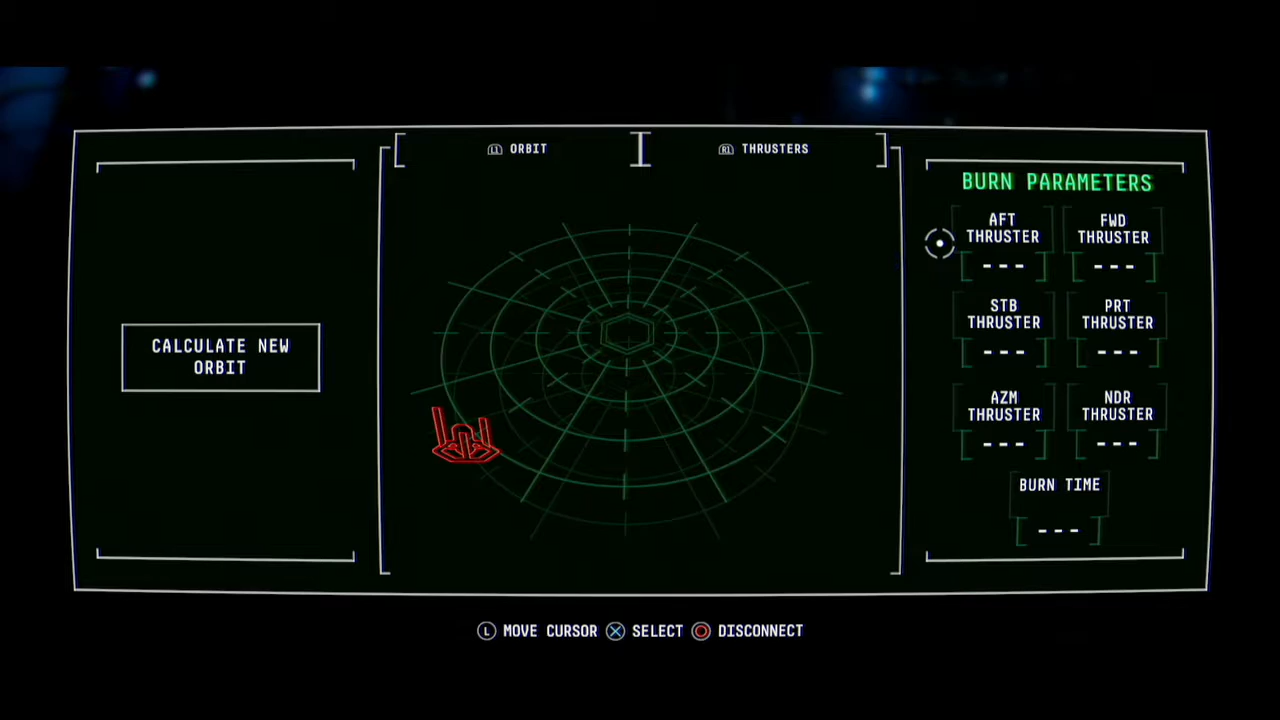 L1 ORBIT
R1 THRUSTERS
CALCULATE NEW
ORBIT
BURN PARAMETERS
AFT
THRUSTER
---
FWD
THRUSTER
---
STB
THRUSTER
---
PRT
THRUSTER
---
AZM
THRUSTER
---
NDR
THRUSTER
---
BURN TIME
---
L MOVE CURSOR SELECT DISCONNECT